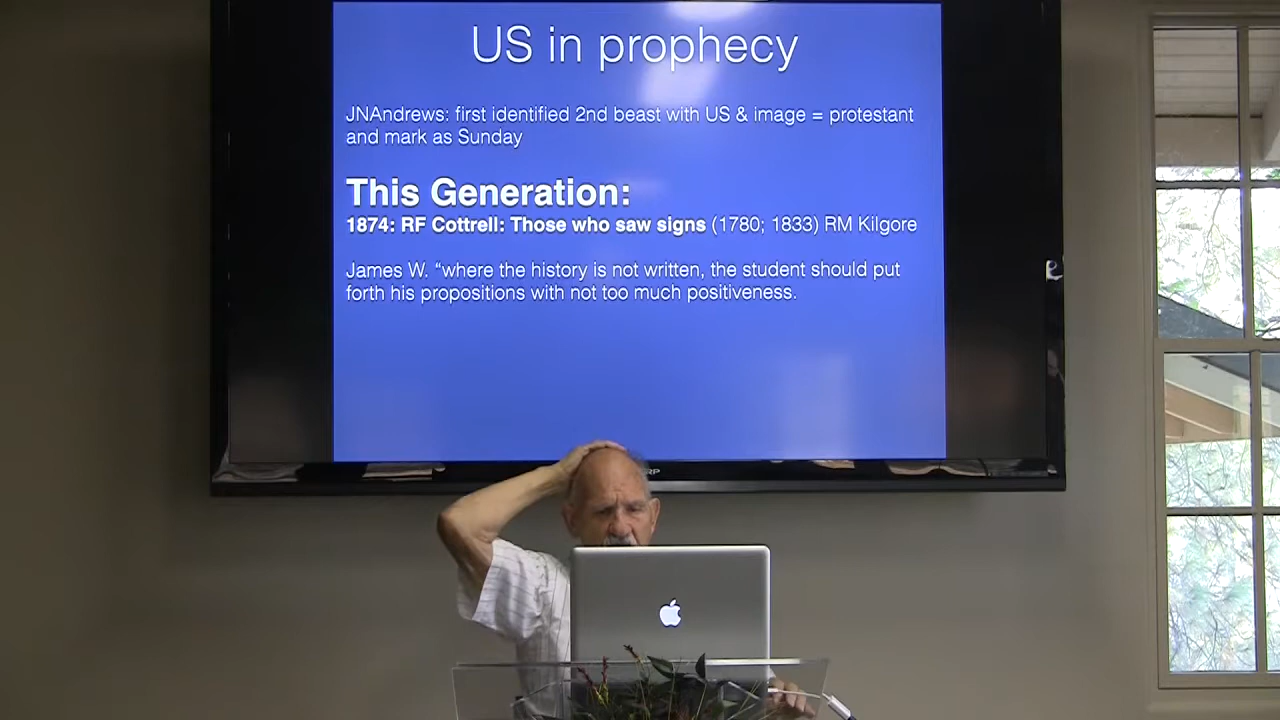 US in prophecy
JNAndrews: first identified 2nd beast with US & image = protestant
and mark as Sunday
This Generation:
1874: RF Cottrell: Those who saw signs (1780; 1833) RM Kilgore
James W. “where the history is not written, the student should put
forth his propositions with not too much positiveness.